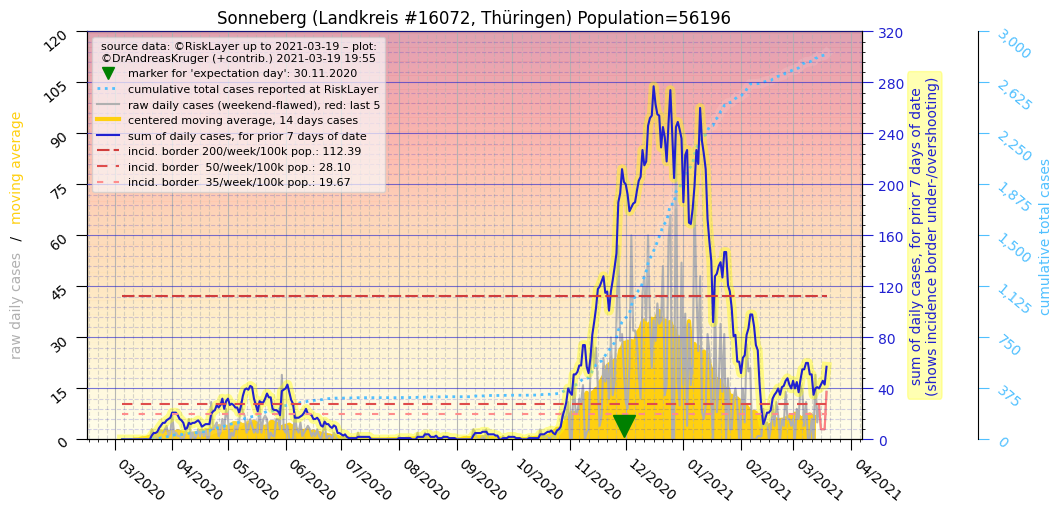 Sonneberg (Landkreis #16072, Thüringen) Population=56196
source data: ©RiskLayer up to 2021-03-19 – plot:
©DrAndreasKruger (+contrib.) 2021-03-19 19:55
marker for 'expectation day': 30.11.2020
cumulative total cases reported at RiskLayer
raw daily cases (weekend-flawed), red: last 5
centered moving average, 14 days cases
sum of daily cases, for prior 7 days of date
incid. border 200/week/100k pop.: 112.39
incid. border 50/week/100k pop.: 28.10
incid. border 35/week/100k pop.: 19.67
raw daily cases / moving average
120
105
90
75
60
45
30
15
0
320
280
240
200
160
120
80
40
0
sum of daily cases, for prior 7 days of date
(shows incidence border under-/overshooting)
3,000
2,625
2,250
1,875
1,500
1,125
750
375
0
cumulative total cases
03/2020
04/2020
05/2020
06/2020
07/2020
08/2020
09/2020
10/2020
11/2020
12/2020
01/2021
02/2021
03/2021
04/2021